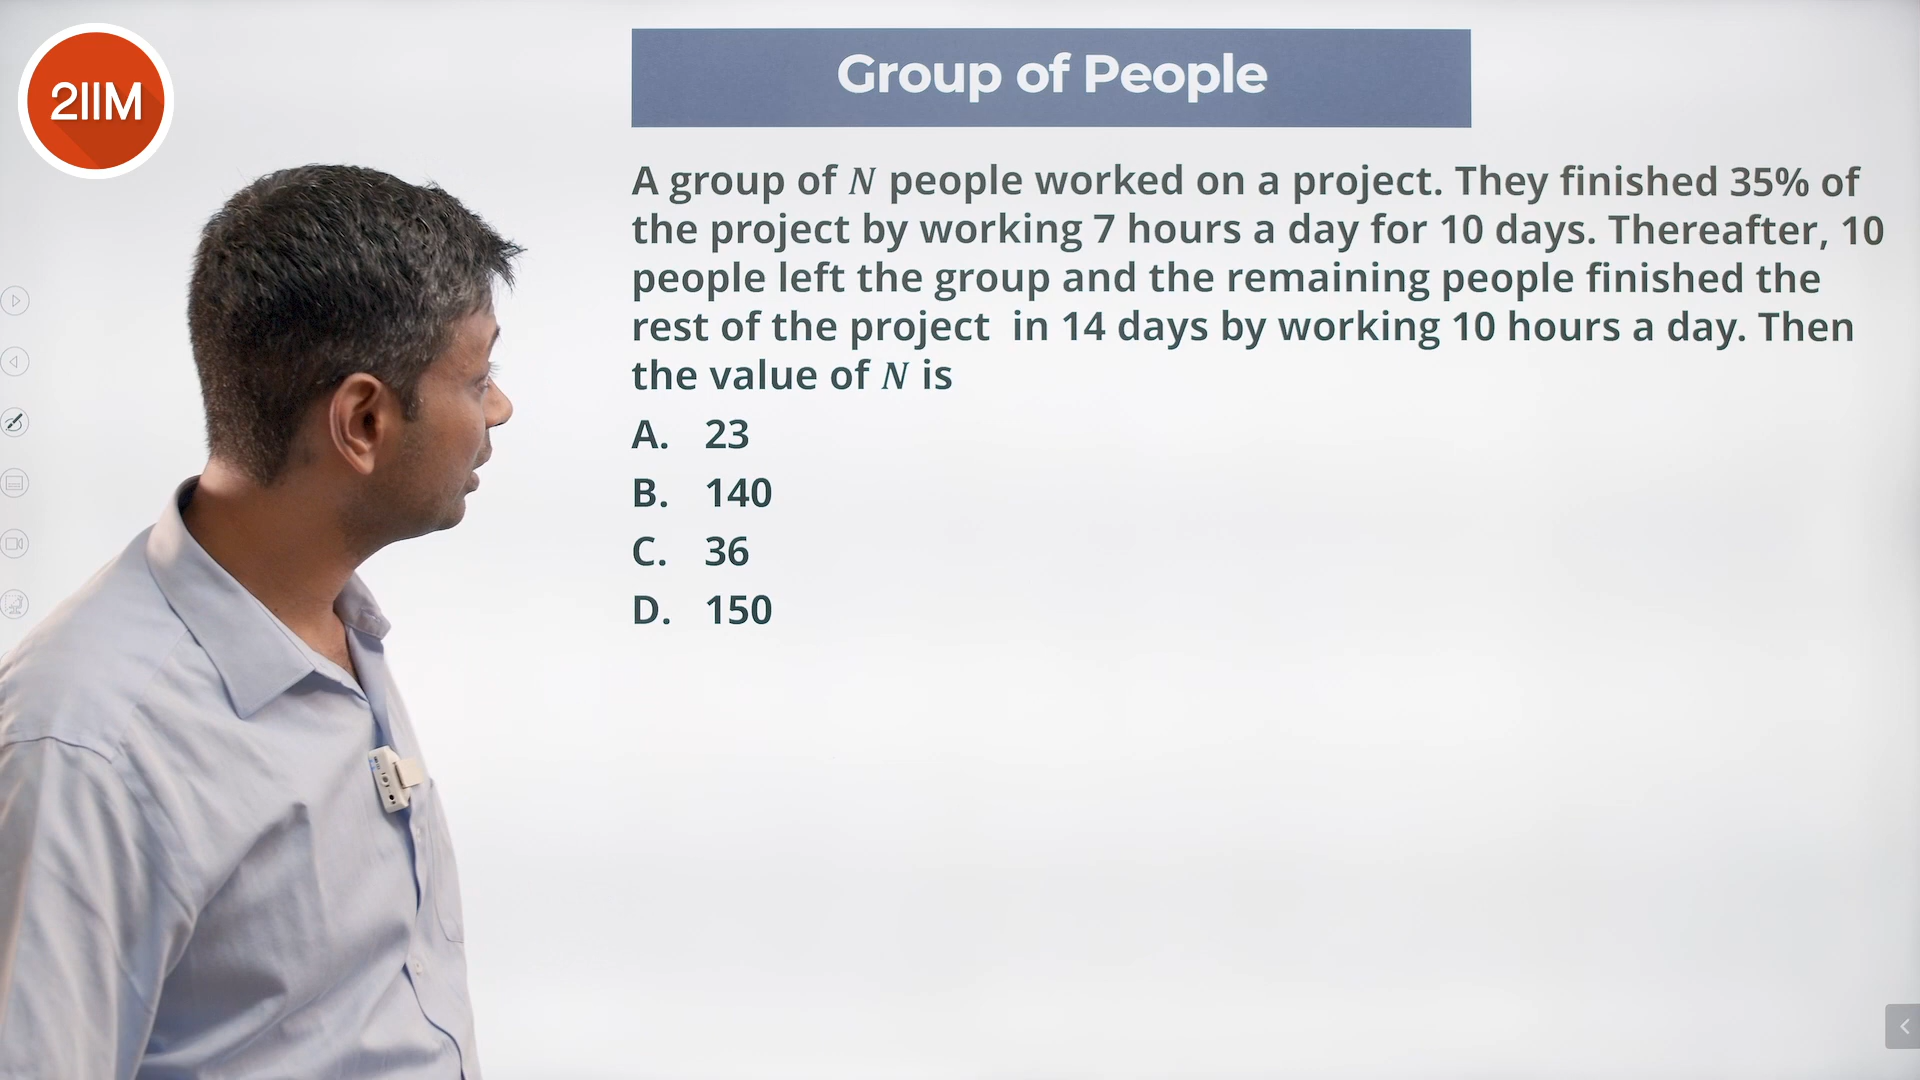 2IIM
Group of People
A group of N people worked on a project. They finished 35% of
the project by working 7 hours a day for 10 days. Thereafter, 10
people left the group and the remaining people finished the
rest of the project in 14 days by working 10 hours a day. Then
the value of N is
A. 23
B. 140
C. 36
D. 150